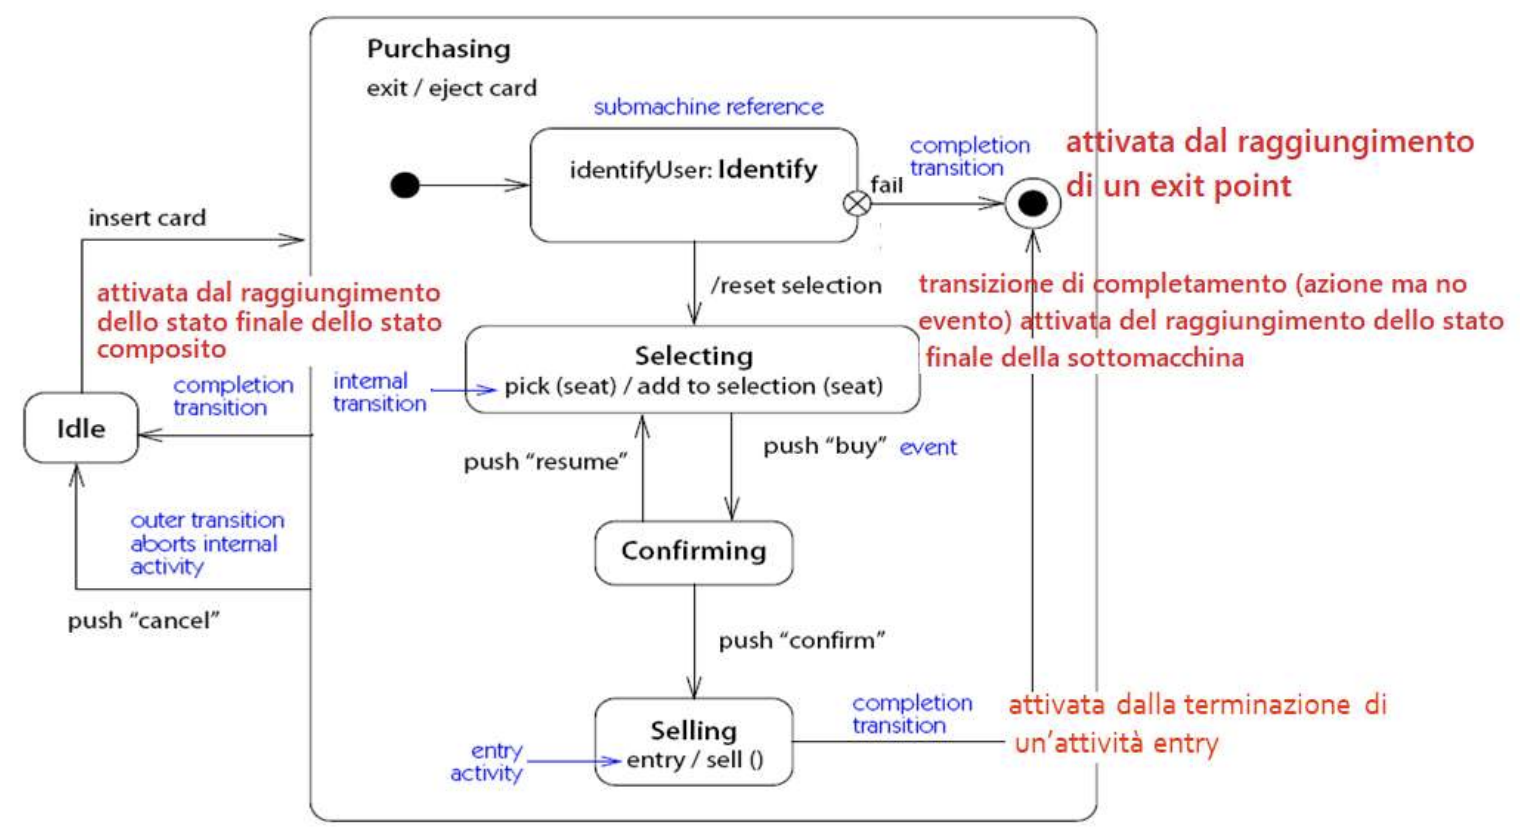 Purchasing
exit / eject card
submachine reference
identifyUser: Identify
fail
completion
transition
attivata dal raggiungimento
di un exit point
insert card
/reset selection
attivata dal raggiungimento
dello stato finale dello stato
composito
transizione di completamento (azione ma no
evento) attivata del raggiungimento dello stato
finale della sottomacchina
Selecting
pick (seat) / add to selection (seat)
internal
transition
completion
transition
Idle
push “resume”
push “buy”
event
outer transition
aborts internal
activity
push “cancel”
Confirming
push “confirm”
Selling
entry / sell ()
entry
activity
completion
transition
attivata dalla terminazione di
un’attività entry